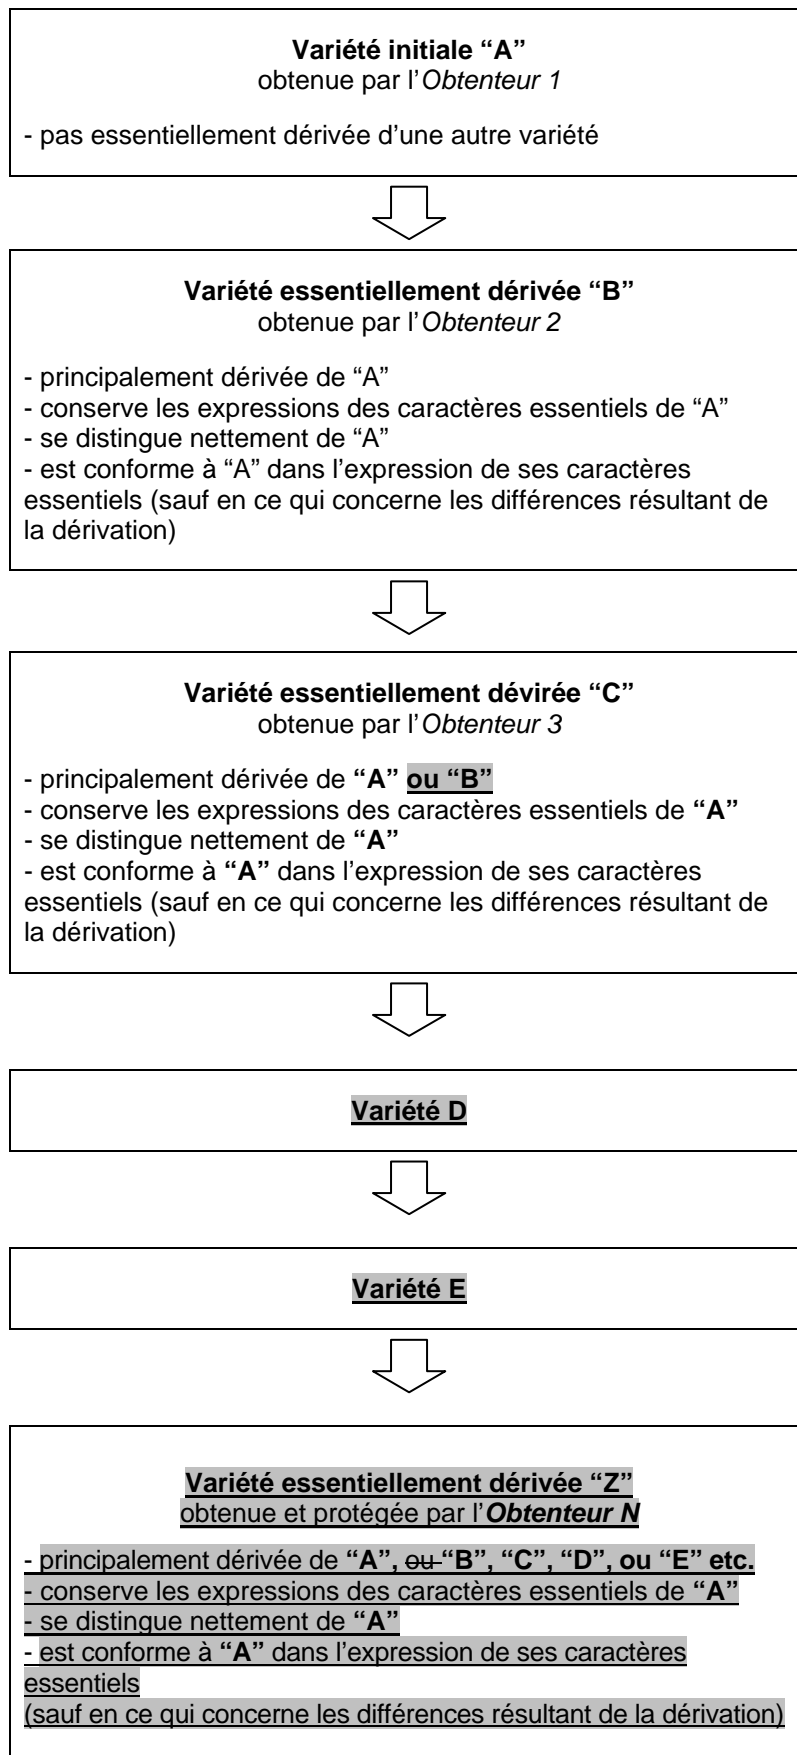 Variété initiale “A”
obtenue par l’Obtenteur 1
- pas essentiellement dérivée d’une autre variété
Variété essentiellement dérivée “B”
obtenue par l’Obtenteur 2
- principalement dérivée de “A”
- conserve les expressions des caractères essentiels de “A”
- se distingue nettement de “A”
- est conforme à “A” dans l’expression de ses caractères
essentiels (sauf en ce qui concerne les différences résultant de
la dérivation)
Variété essentiellement dévirée “C”
obtenue par l’Obtenteur 3
- principalement dérivée de “A” ou “B”
- conserve les expressions des caractères essentiels de “A”
- se distingue nettement de “A”
- est conforme à “A” dans l’expression de ses caractères
essentiels (sauf en ce qui concerne les différences résultant de
la dérivation)
Variété D
Variété E
Variété essentiellement dérivée “Z”
obtenue et protégée par l’Obtenteur N
- principalement dérivée de “A”, ou “B”, “C”, “D”, ou “E” etc.
- conserve les expressions des caractères essentiels de “A”
- se distingue nettement de “A”
- est conforme à “A” dans l’expression de ses caractères
essentiels
(sauf en ce qui concerne les différences résultant de la dérivation)